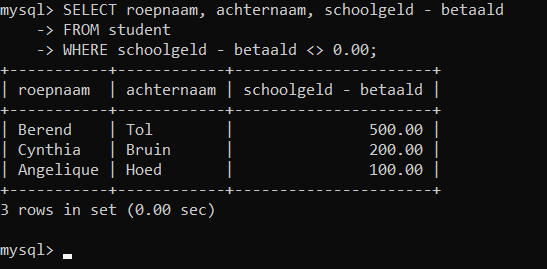 mysql> SELECT roepnaam, achternaam, schoolgeld - betaald
    -> FROM student
    -> WHERE schoolgeld - betaald <> 0.00;
+-----------+------------+----------------------+
| roepnaam  | achternaam | schoolgeld - betaald |
+-----------+------------+----------------------+
| Berend    | Tol        |               500.00 |
| Cynthia   | Bruin      |               200.00 |
| Angelique | Hoed       |               100.00 |
+-----------+------------+----------------------+
3 rows in set (0.00 sec)
mysql>